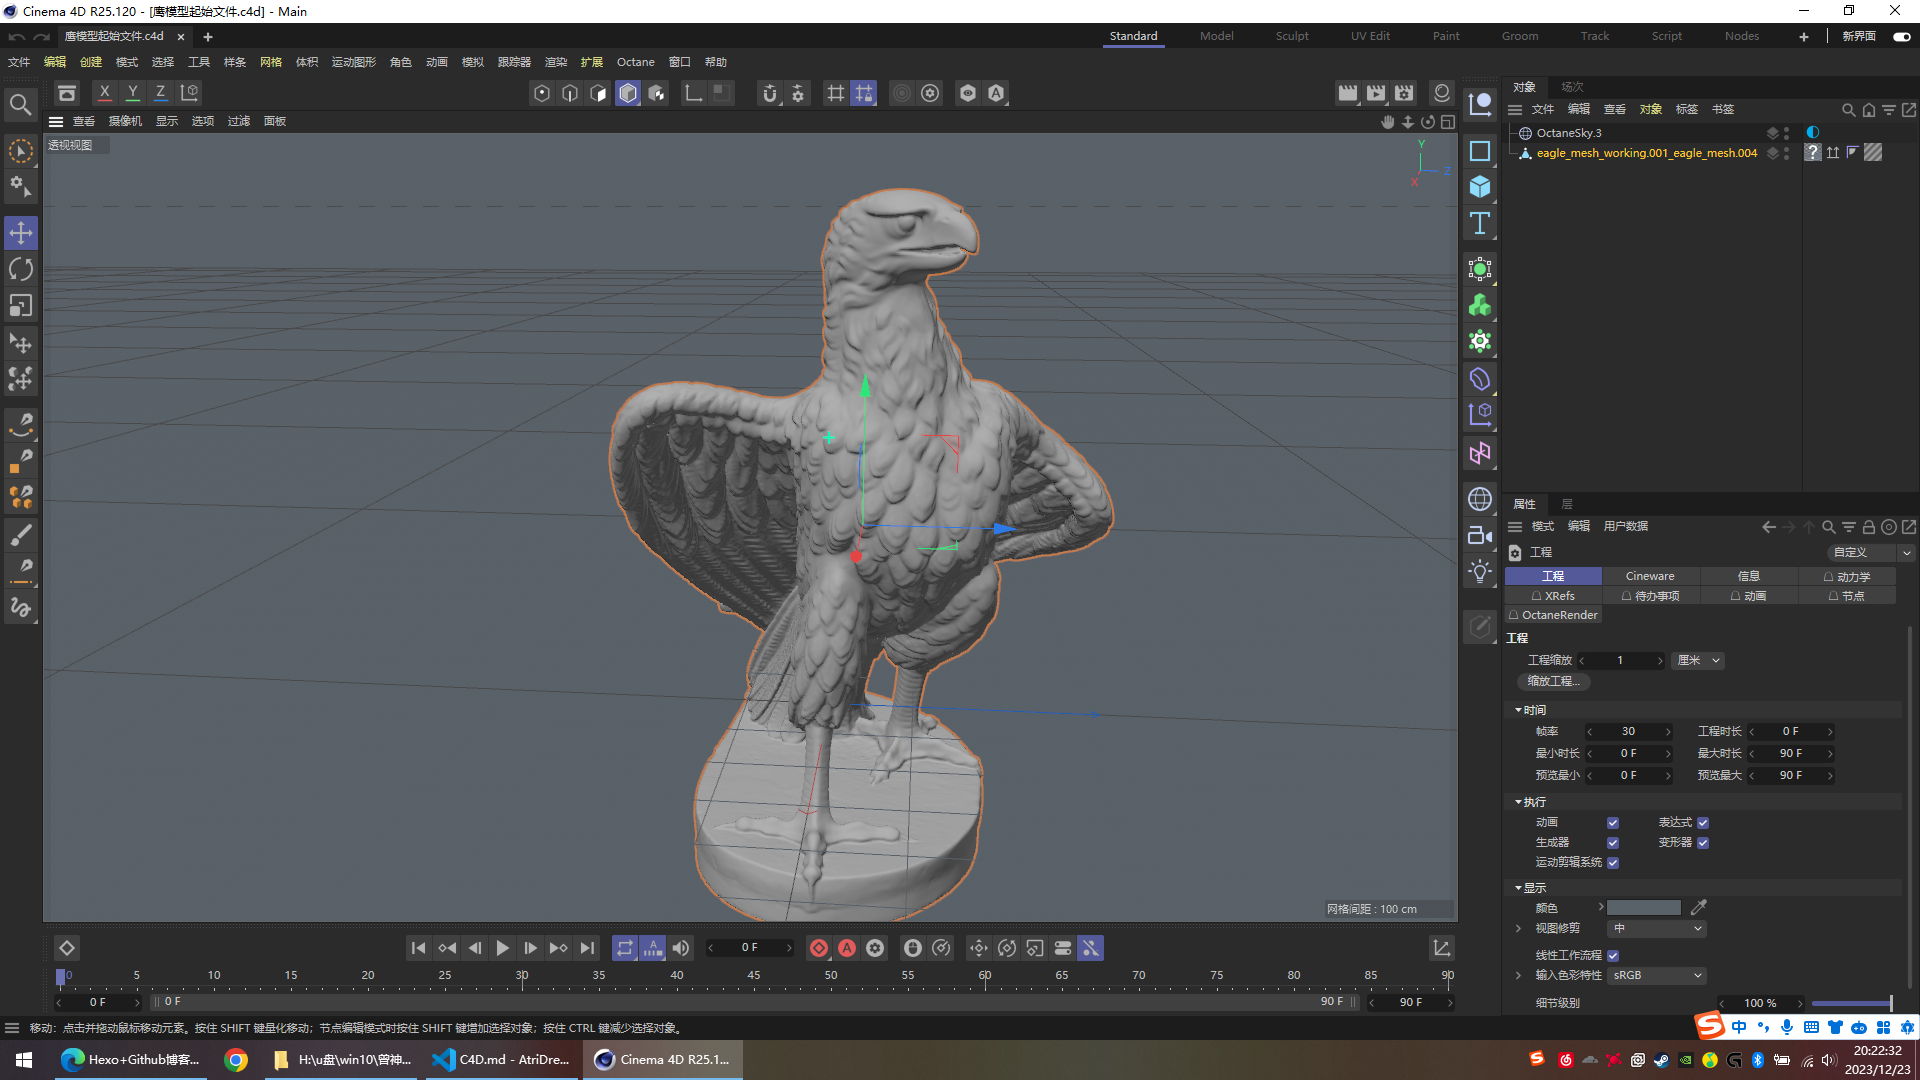 Cinema 4D R25.120 - [鹰模型起始文件.c4d] - Main
鹰模型起始文件.c4d × +
Standard Model Sculpt UV Edit Paint Groom Track Script Nodes + 新界面
文件 编辑 创建 模式 选择 工具 样条 网格 体积 运动图形 角色 动画 模拟 跟踪器 渲染 扩展 Octane 窗口 帮助
X Y Z
查看 摄像机 显示 选项 过滤 面板
透视视图
Y
Z
X
网格间距 : 100 cm
对象 场次
文件 编辑 查看 对象 标签 书签
OctaneSky.3
eagle_mesh_working.001_eagle_mesh.004
属性 层
模式 编辑 用户数据
工程 自定义
工程 Cineware 信息 动力学
XRefs 待办事项 动画 节点
OctaneRender
工程
工程缩放 1 厘米
缩放工程...
时间
帧率 30 工程时长 0 F
最小时长 0 F 最大时长 90 F
预览最小 0 F 预览最大 90 F
执行
动画 表达式
生成器 变形器
运动剪辑系统
显示
颜色
视图修剪 中
线性工作流程
输入色彩特性 sRGB
细节级别 100 %
0 F
0 5 10 15 20 25 30 35 40 45 50 55 60 65 70 75 80 85 90
0 F 0 F 90 F 90 F
移动：点击并拖动鼠标移动元素。按住 SHIFT 键量化移动；节点编辑模式时按住 SHIFT 键增加选择对象；按住 CTRL 键减少选择对象。
中
Hexo+Github博客... H:\u盘\win10\曾神... C4D.md - AtriDre... Cinema 4D R25.1...
20:22:32
2023/12/23